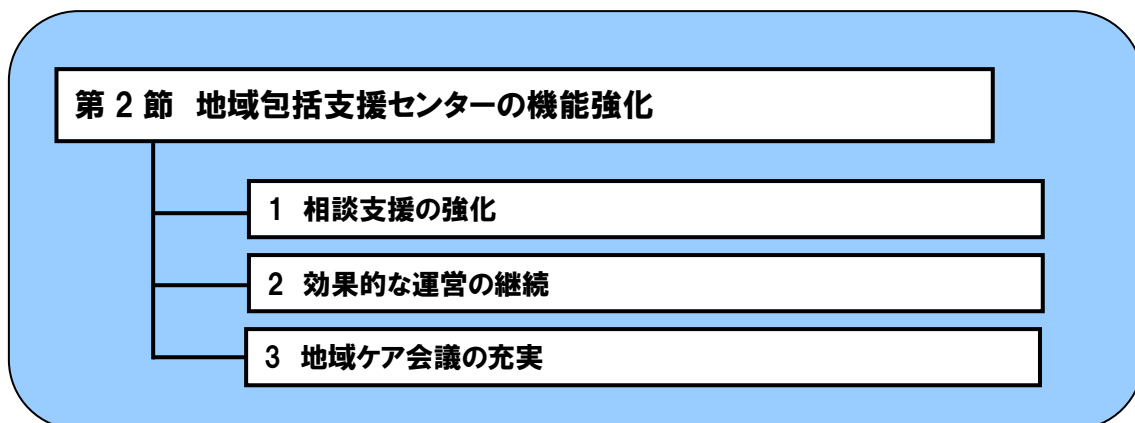 第2節 地域包括支援センターの機能強化
1 相談支援の強化
2 効果的な運営の継続
3 地域ケア会議の充実